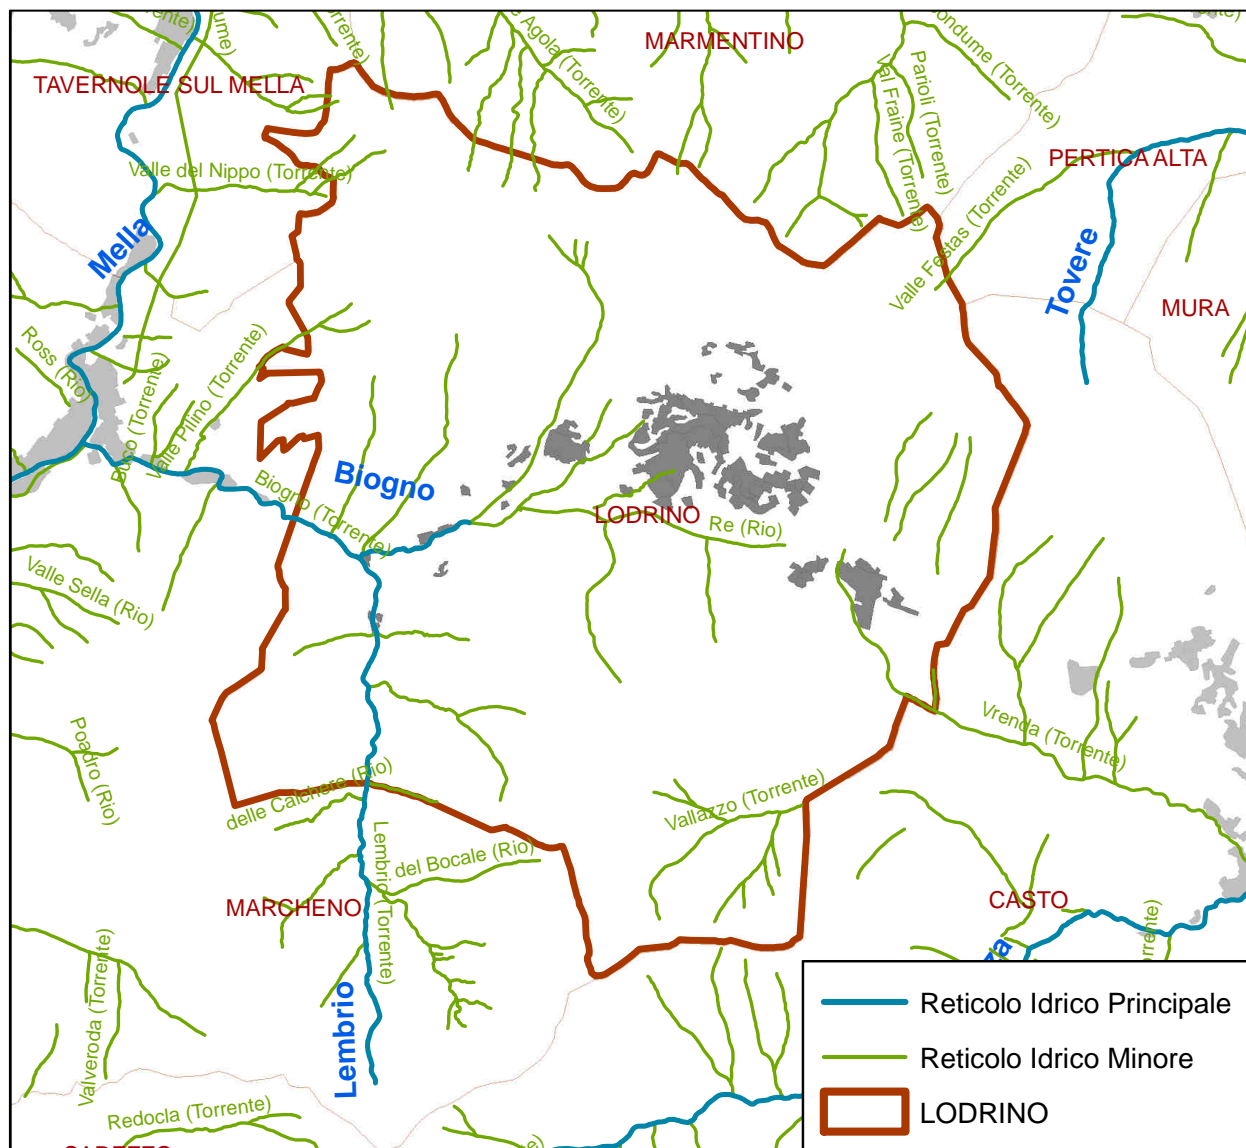 MARMENTINO
Agola (Torrente)
TAVERNOLE SUL MELLA
Parioli (Torrente)
Val Fraine (Torrente)
PERTICA ALTA
Valle del Nippo (Torrente)
Valle Festas (Torrente)
Mella
Tovere
MURA
Ross (Rio)
Buco (Torrente)
Valle Pilino (Torrente)
Biogno
Biogno (Torrente)
LODRINO
Re (Rio)
Valle Sella (Rio)
Poadro (Rio)
Vrenda (Torrente)
delle Calchere (Rio)
Vallazzo (Torrente)
Lembrio (Torrente)
del Bocale (Rio)
MARCHENO
CASTO
Valveroda (Torrente)
Lembrio
Redocla (Torrente)
Reticolo Idrico Principale
Reticolo Idrico Minore
LODRINO